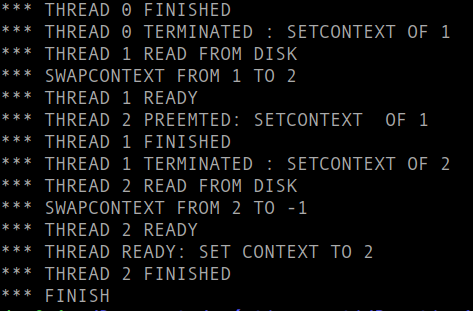 *** THREAD 0 FINISHED
*** THREAD 0 TERMINATED : SETCONTEXT OF 1
*** THREAD 1 READ FROM DISK
*** SWAPCONTEXT FROM 1 TO 2
*** THREAD 1 READY
*** THREAD 2 PREEMTED: SETCONTEXT  OF 1
*** THREAD 1 FINISHED
*** THREAD 1 TERMINATED : SETCONTEXT OF 2
*** THREAD 2 READ FROM DISK
*** SWAPCONTEXT FROM 2 TO -1
*** THREAD 2 READY
*** THREAD READY: SET CONTEXT TO 2
*** THREAD 2 FINISHED
*** FINISH